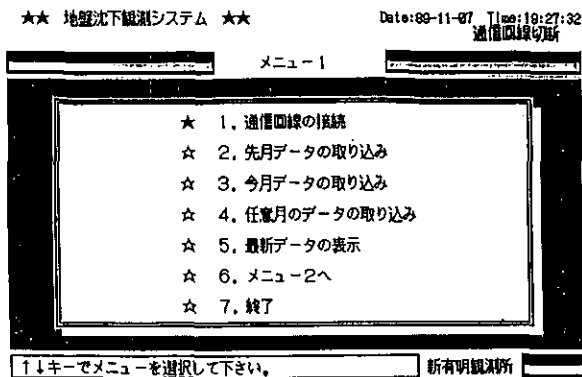 ★★ 地盤沈下観測システム ★★
Date:89-11-07 Time:19:27:32
通信回線切断
メニュー1
★ 1. 通信回線の接続
☆ 2. 先月データの取り込み
☆ 3. 今月データの取り込み
☆ 4. 任意月のデータの取り込み
☆ 5. 最新データの表示
☆ 6. メニュー2へ
☆ 7. 終了
↑↓キーでメニューを選択して下さい。
新有明観測所